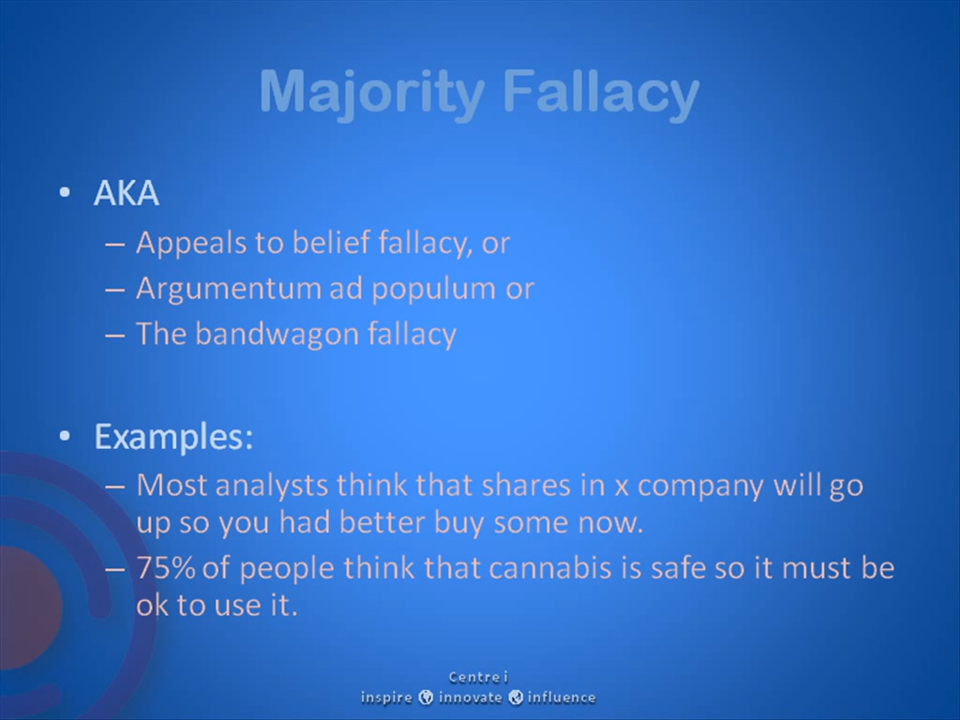 Majority Fallacy
• AKA
– Appeals to belief fallacy, or
– Argumentum ad populum or
– The bandwagon fallacy
• Examples:
– Most analysts think that shares in x company will go
up so you had better buy some now.
– 75% of people think that cannabis is safe so it must be
ok to use it.
Centre i
inspire innovate influence